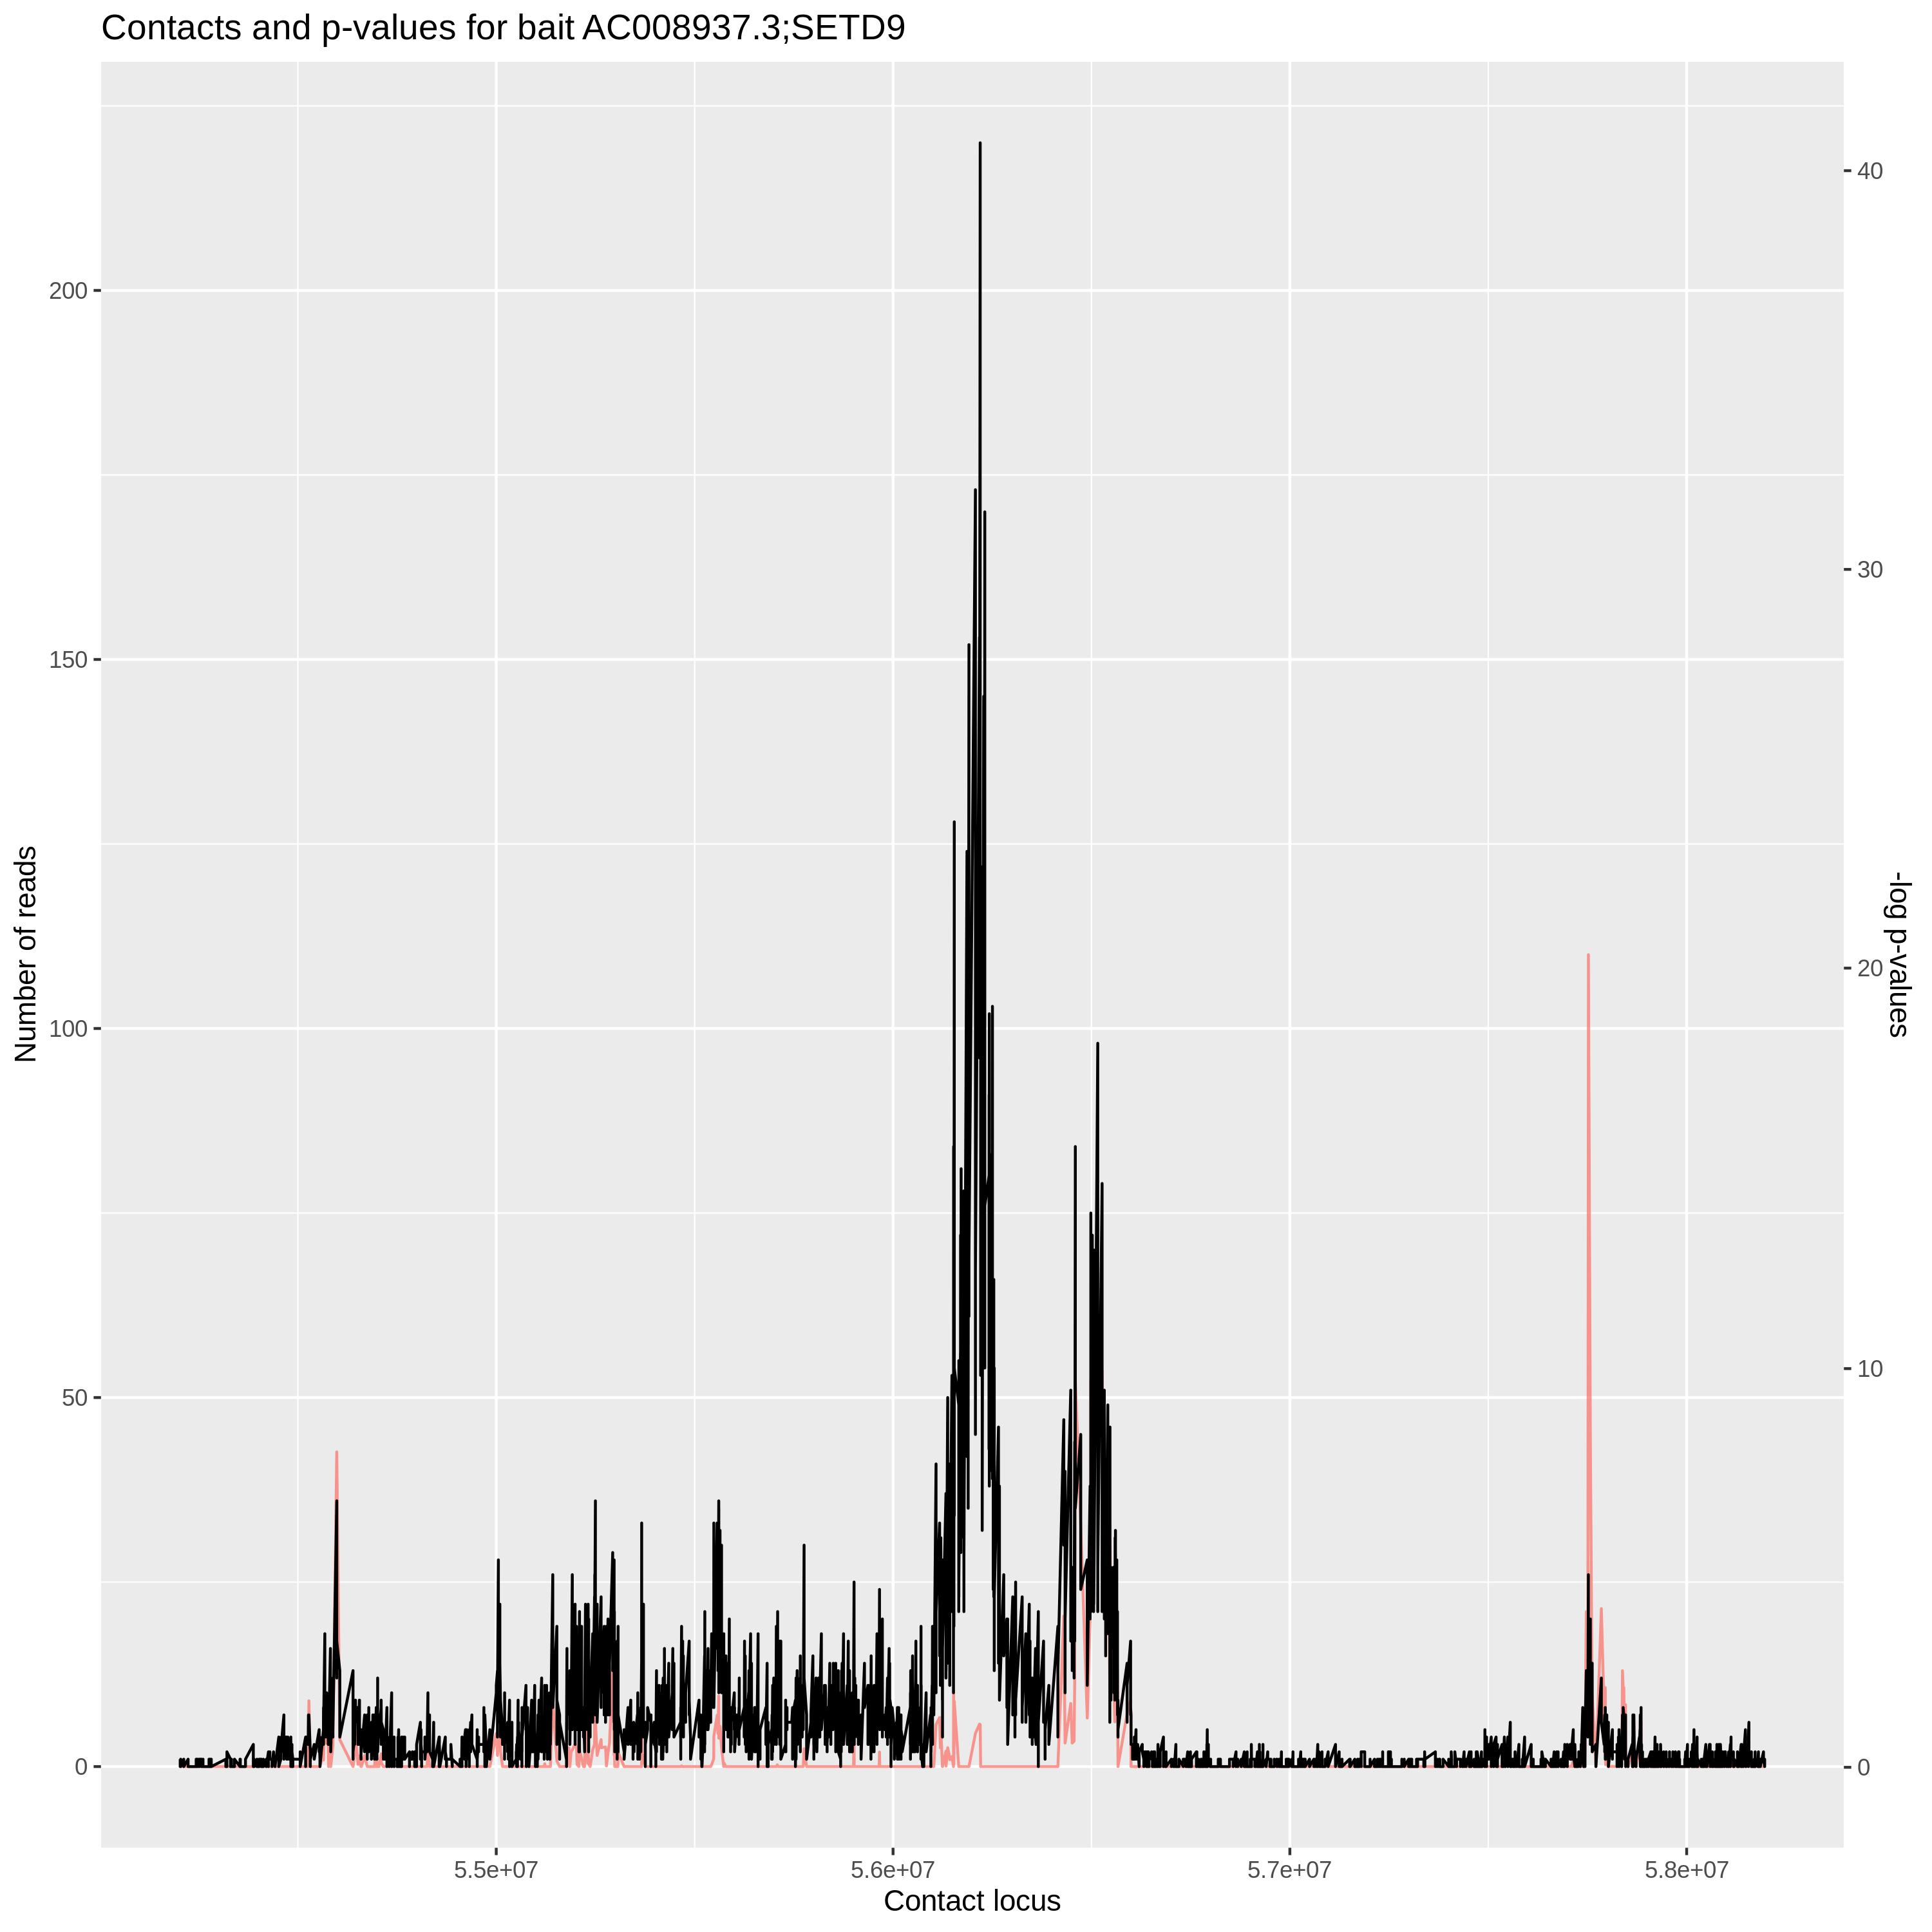 Contacts and p-values for bait AC008937.3;SETD9
200
150
100
50
0
Number of reads
40
30
20
10
0
-log p-values
5.5e+07 5.6e+07 5.7e+07 5.8e+07
Contact locus